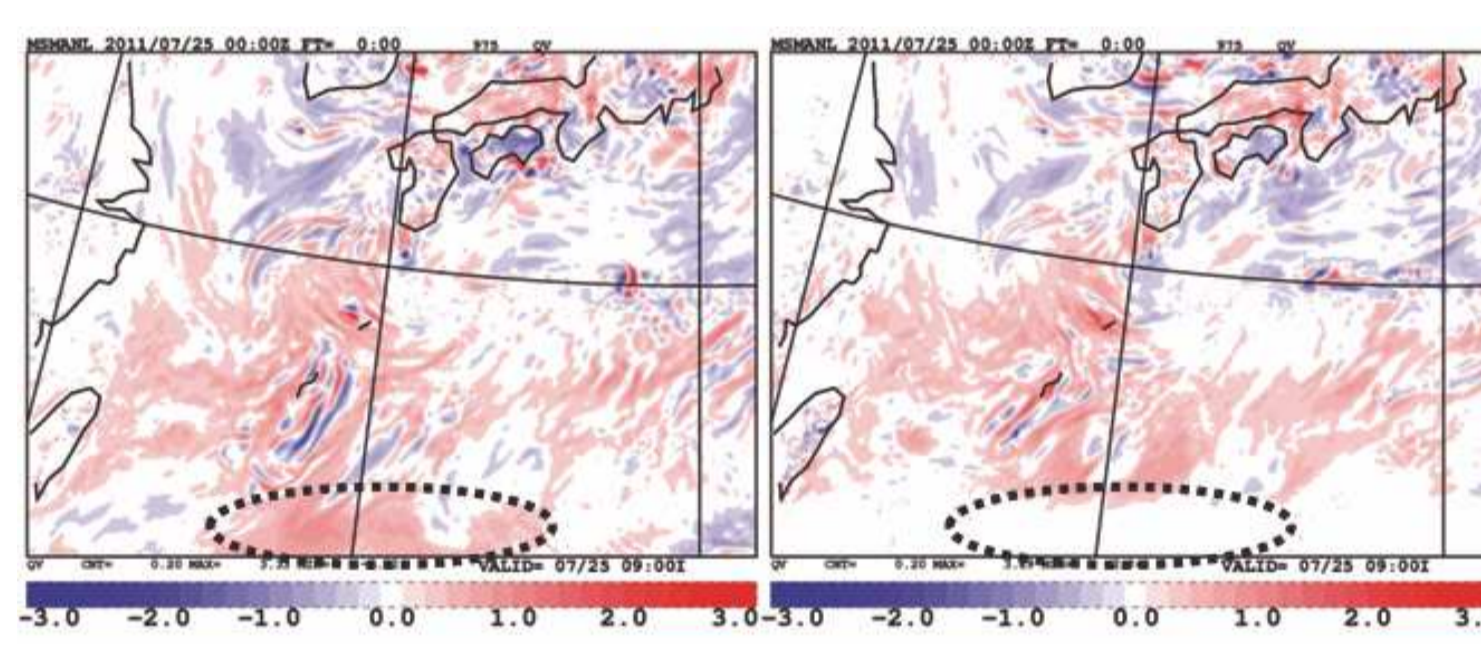 MSMANL 2011/07/25 00:00Z FT= 0:00 P75 QV
QV CNT= 0.20 MAX= VALID= 07/25 09:00I
-3.0 -2.0 -1.0 0.0 1.0 2.0 3.0
MSMANL 2011/07/25 00:00Z FT= 0:00 P75 QV
QV CNT= 0.20 MAX= VALID= 07/25 09:00I
-3.0 -2.0 -1.0 0.0 1.0 2.0 3.